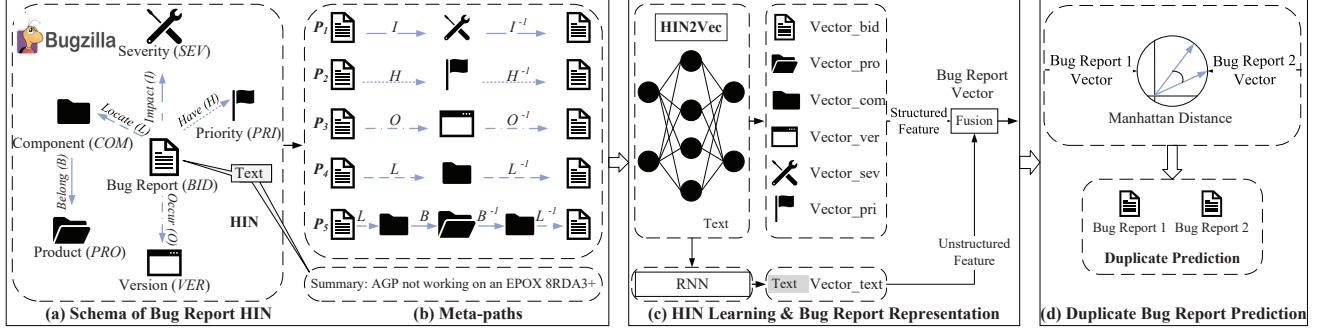 Bugzilla
Severity (SEV)
Impact (I)
Have (H)
Locate (L)
Priority (PRI)
Component (COM)
Belong (B)
Bug Report (BID)
Text
Occur (O)
HIN
Product (PRO)
Version (VER)
(a) Schema of Bug Report HIN
P1 I I-1
P2 H H-1
P3 O O-1
P4 L L-1
P5 L B B-1 L-1
Summary: AGP not working on an EPOX 8RDA3+
(b) Meta-paths
HIN2Vec
Text
RNN
Vector_bid
Vector_pro
Vector_com
Vector_ver
Vector_sev
Vector_pri
Text Vector_text
Structured
Feature
Bug Report
Vector
Fusion
Unstructured
Feature
(c) HIN Learning & Bug Report Representation
Bug Report 1
Vector
Bug Report 2
Vector
Manhattan Distance
Bug Report 1 Bug Report 2
Duplicate Prediction
(d) Duplicate Bug Report Prediction